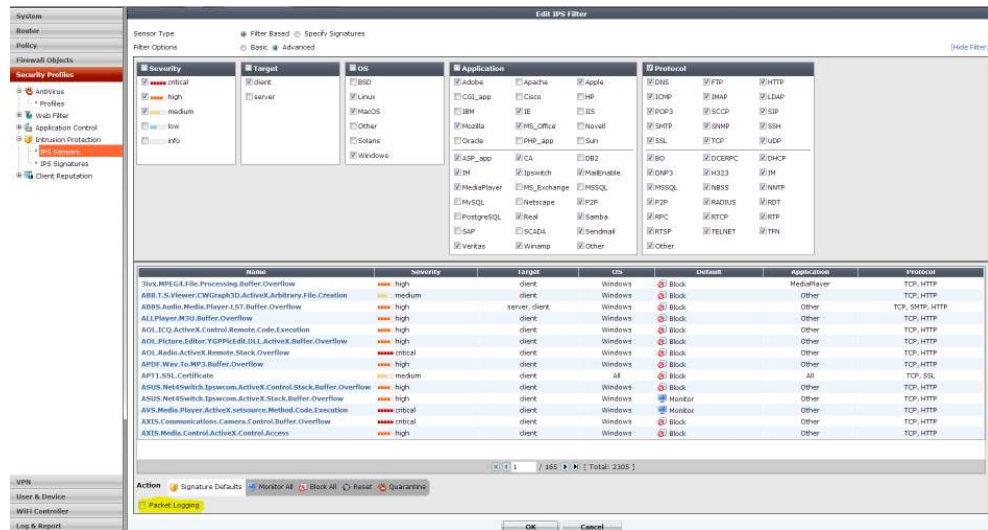 Edit IPS Filter
System
Router
Policy
Firewall Objects
Security Profiles
AntiVirus
Profiles
Web Filter
Application Control
Intrusion Protection
IPS Sensors
IPS Signatures
Client Reputation
VPN
User & Device
WiFi Controller
Log & Report
Sensor Type Filter Based Specify Signatures
Filter Options Basic Advanced [Hide Filter]
Severity
critical
high
medium
low
info
Target
client
server
OS
BSD
Linux
MacOS
Other
Solaris
Windows
Application
Adobe Apache Apple
CGI_app Cisco HP
IBM IE IIS
Mozilla MS_Office Novell
Oracle PHP_app Sun
ASP_app CA DB2
IM Ipswitch MailEnable
MediaPlayer MS_Exchange MSSQL
MySQL Netscape P2P
PostgreSQL Real Samba
SAP SCADA Sendmail
Veritas Winamp Other
Protocol
DNS FTP HTTP
ICMP IMAP LDAP
POP3 SCCP SIP
SMTP SNMP SSH
SSL TCP UDP
BO DCERPC DHCP
DNP3 H323 IM
MSSQL NBSS NNTP
P2P RADIUS RDT
RPC RTCP RTP
RTSP TELNET TFN
Other
Name Severity Target OS Default Application Protocol
3ivx.MPEG4.File.Processing.Buffer.Overflow high client Windows Block MediaPlayer TCP, HTTP
ABB.T.S.Viewer.CWGraph3D.ActiveX.Arbitrary.File.Creation medium client Windows Block Other TCP, HTTP
ABBS.Audio.Media.Player.LST.Buffer.Overflow high server, client Windows Block Other TCP, SMTP, HTTP
ALLPlayer.M3U.Buffer.Overflow high client Windows Block Other TCP, HTTP
AOL.ICQ.ActiveX.Control.Remote.Code.Execution high client Windows Block Other TCP, HTTP
AOL.Picture.Editor.YGPPicEdit.DLL.ActiveX.Buffer.Overflow high client Windows Block Other TCP, HTTP
AOL.Radio.ActiveX.Remote.Stack.Overflow critical client Windows Block Other TCP, HTTP
APDF.Wav.To.MP3.Buffer.Overflow high client Windows Block Other TCP, HTTP
APT1.SSL.Certificate medium client All Block All TCP, SSL
ASUS.Net4Switch.Ipswcom.ActiveX.Control.Stack.Buffer.Overflow high client Windows Block Other TCP, HTTP
ASUS.Net4Switch.Ipswcom.ActiveX.Stack.Buffer.Overflow high client Windows Monitor Other TCP, HTTP
AVS.Media.Player.ActiveX.setsource.Method.Code.Execution critical client Windows Monitor Other TCP, HTTP
AXIS.Communications.Camera.Control.Buffer.Overflow critical client Windows Block Other TCP, HTTP
AXIS.Media.Control.ActiveX.Control.Access high client Windows Block Other TCP, HTTP
1 / 165 [ Total: 2305 ]
Action Signature Defaults Monitor All Block All Reset Quarantine
Packet Logging
OK Cancel